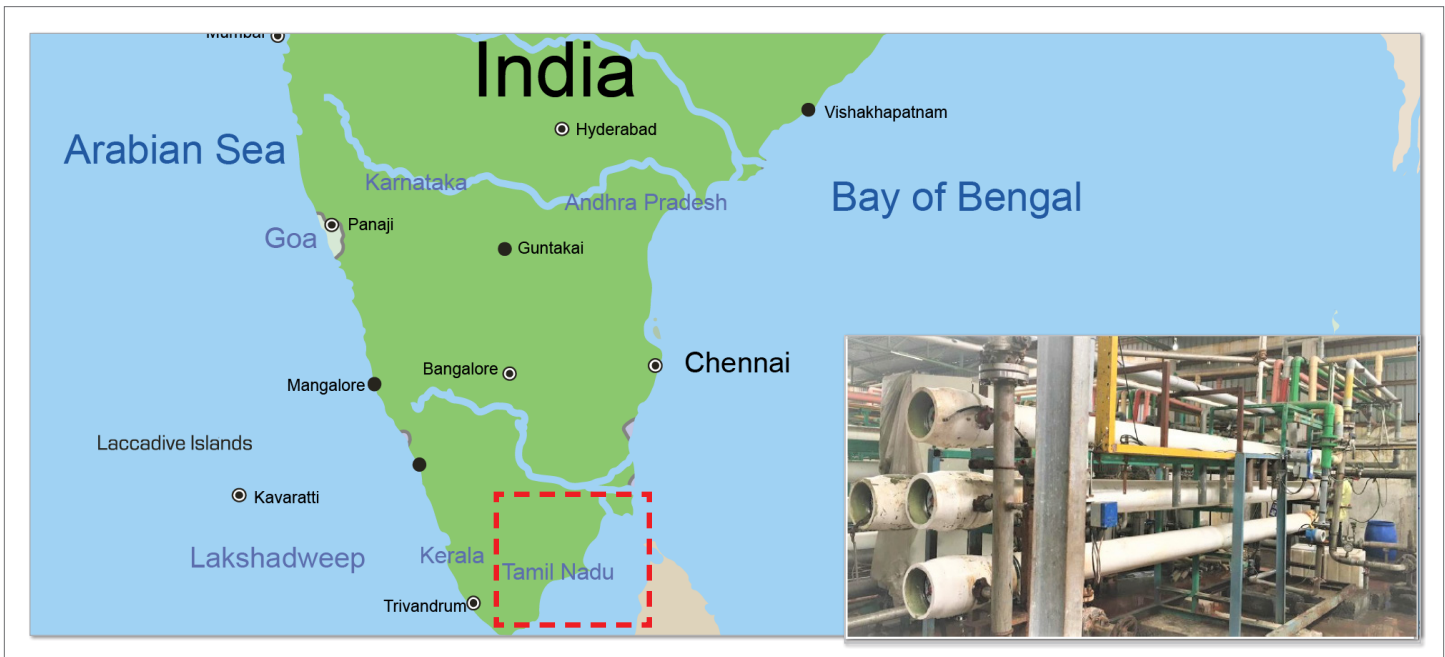 Mumbai
India
Vishakhapatnam
Hyderabad
Arabian Sea
Karnataka
Andhra Pradesh
Bay of Bengal
Panaji
Goa
Guntakai
Chennai
Bangalore
Mangalore
Laccadive Islands
Kavaratti
Lakshadweep
Kerala
Tamil Nadu
Trivandrum